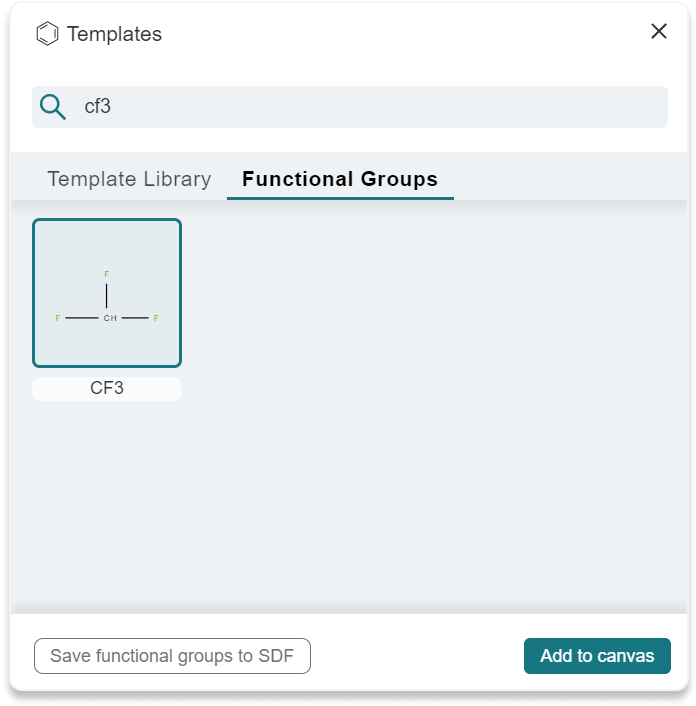 Templates
cf3
Template Library Functional Groups
F
F CH F
CF3
Save functional groups to SDF Add to canvas